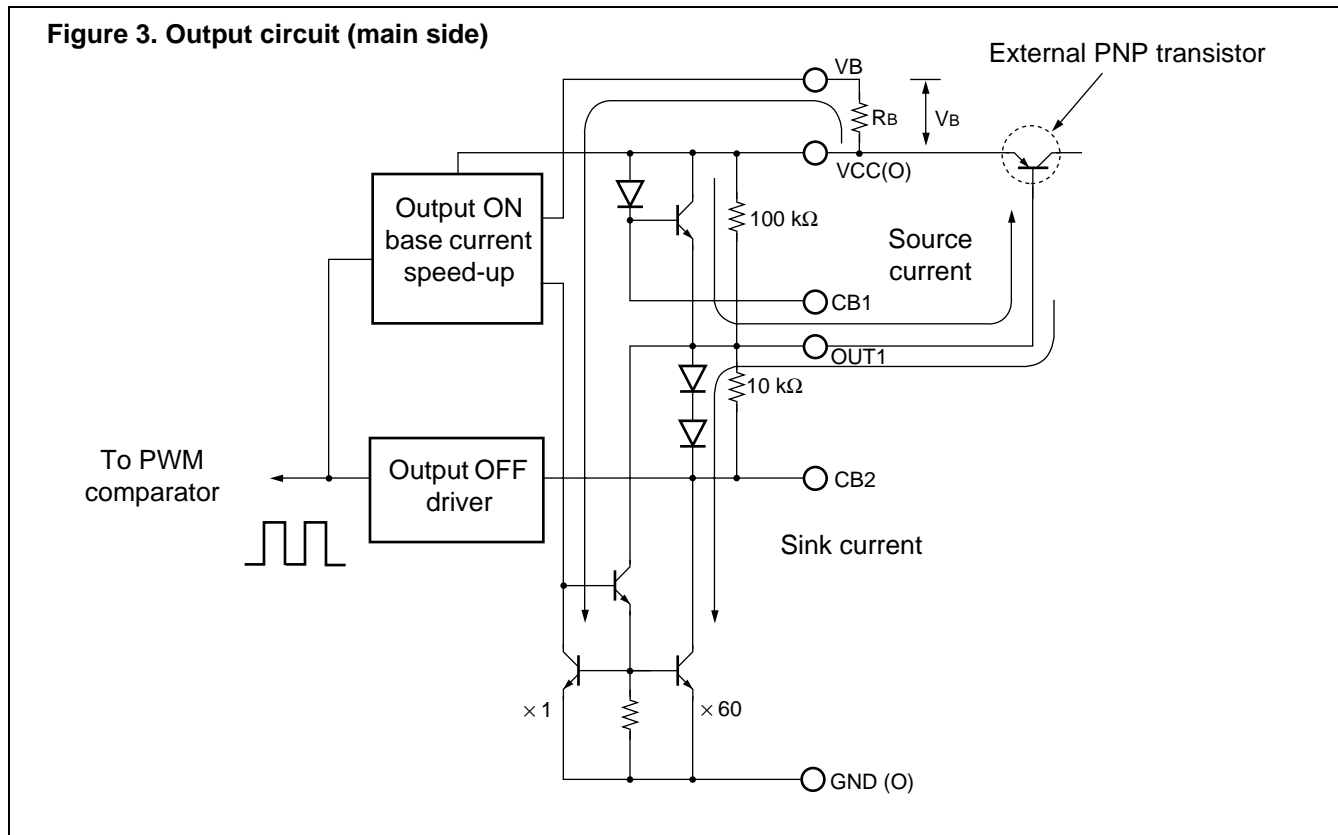 Figure 3. Output circuit (main side)
External PNP transistor
VB
RB
VB
VCC(O)
Output ON
base current
speed-up
100 kΩ
Source
current
CB1
OUT1
10 kΩ
To PWM
comparator
Output OFF
driver
CB2
Sink current
× 1
× 60
GND (O)